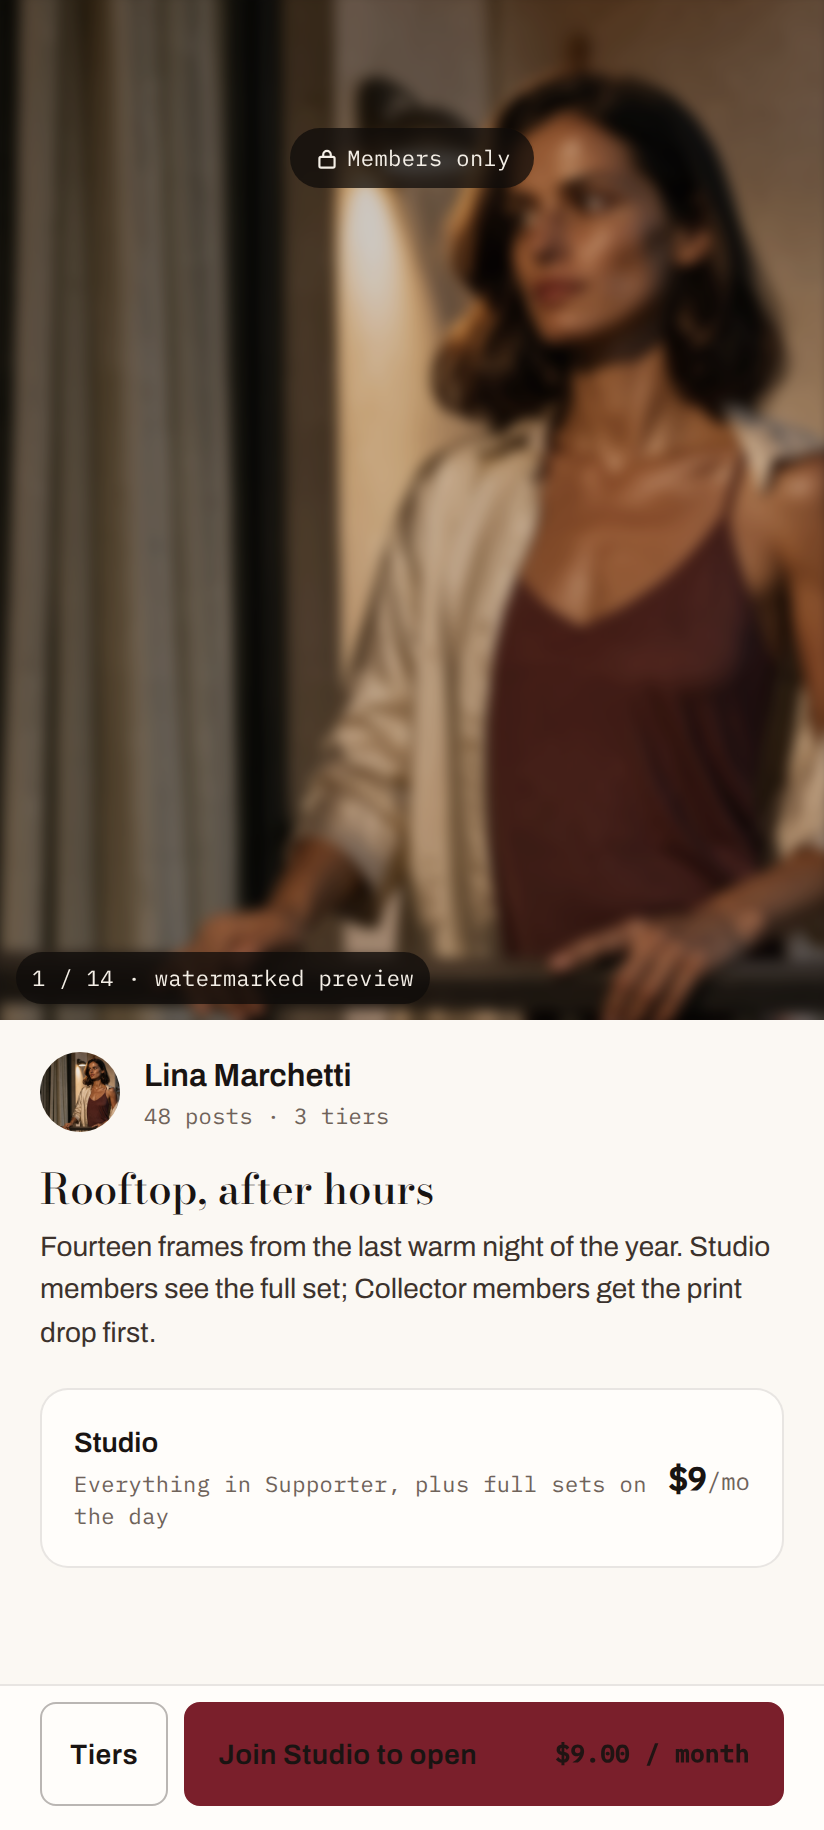 Members only
1 / 14 · watermarked preview
Lina Marchetti
48 posts · 3 tiers
Rooftop, after hours
Fourteen frames from the last warm night of the year. Studio
members see the full set; Collector members get the print
drop first.
Studio
Everything in Supporter, plus full sets on
the day
$9/mo
Tiers
Join Studio to open
$9.00 / month